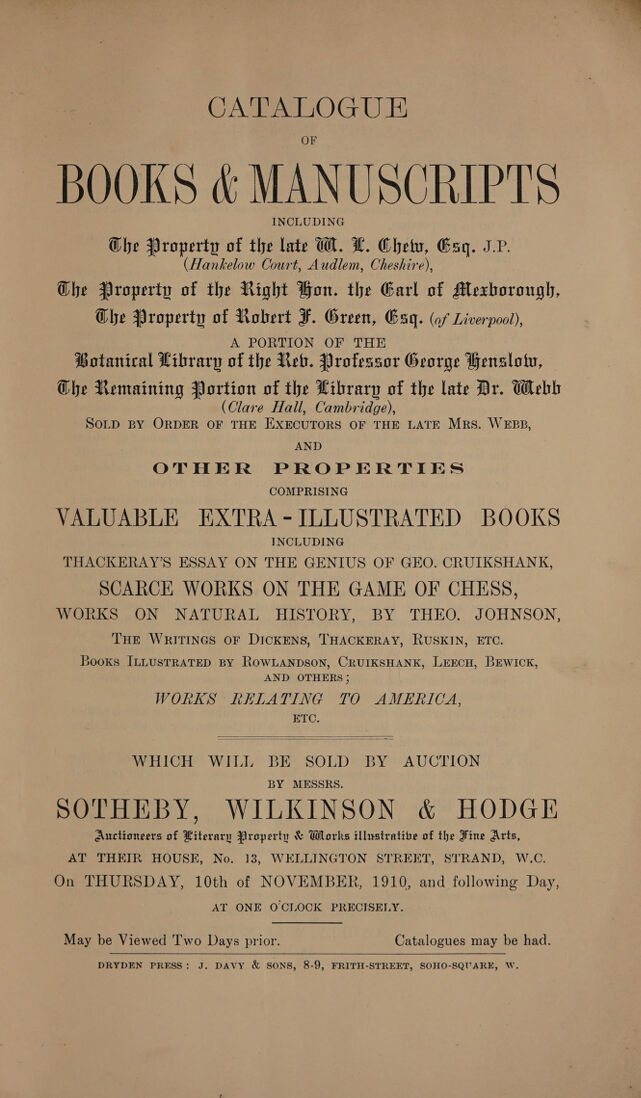 CATALOGUE
OF
BOOKS & MANUSCRIPTS
INCLUDING
The Property of the late W. L. Chew, Esq. J.P.
(Hankelow Court, Audlem, Cheshire),
The Property of the Right Hon. the Earl of Mexborough,
The Property of Robert F. Green, Esq. (of Liverpool),
A PORTION OF THE
Botanical Library of the Rev. Professor George Henslow,
The Remaining Portion of the Library of the late Dr. Webb
(Clare Hall, Cambridge),
SOLD BY ORDER OF THE EXECUTORS OF THE LATE MRS. WEBB,
AND
OTHER PROPERTIES
COMPRISING
VALUABLE EXTRA-ILLUSTRATED BOOKS
INCLUDING
THACKERAY'S ESSAY ON THE GENIUS OF GEO. CRUIKSHANK,
SCARCE WORKS ON THE GAME OF CHESS,
WORKS ON NATURAL HISTORY, BY THEO. JOHNSON,
THE WRITINGS OF DICKENS, THACKERAY, RUSKIN, ETC.
BOOKS ILLUSTRATED BY ROWLANDSON, CRUIKSHANK, LEECH, BEWICK,
AND OTHERS;
WORKS RELATING TO AMERICA,
ETC.
WHICH WILL BE SOLD BY AUCTION
BY MESSRS.
SOTHEBY, WILKINSON & HODGE
Auctioneers of Literary Property & Works illustrative of the Fine Arts,
AT THEIR HOUSE, No. 13, WELLINGTON STREET, STRAND, W.C.
On THURSDAY, 10th of NOVEMBER, 1910, and following Day,
AT ONE O'CLOCK PRECISELY.
May be Viewed Two Days prior. Catalogues may be had.
DRYDEN PRESS: J. DAVY & SONS, 8-9, FRITH-STREET, SOHO-SQUARE, W.